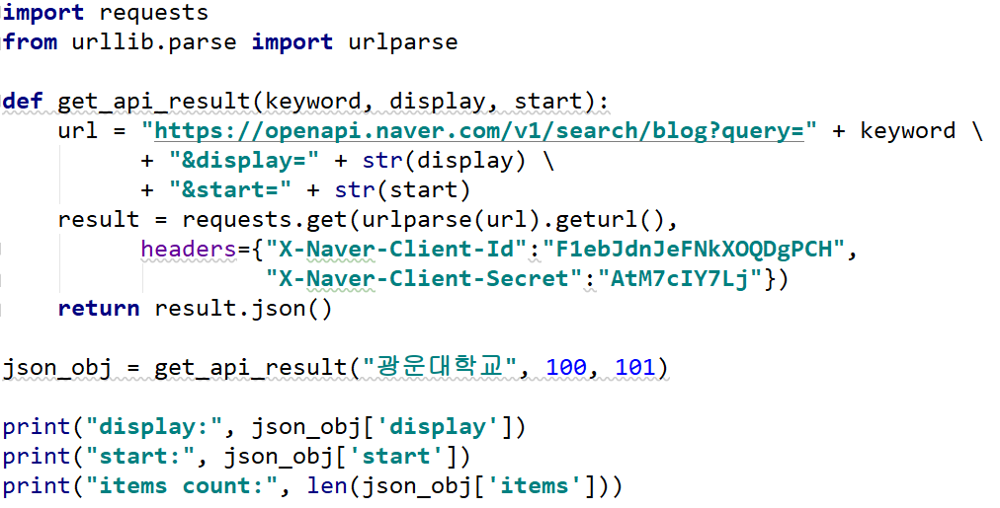 import requests
from urllib.parse import urlparse
def get_api_result(keyword, display, start):
    url = "https://openapi.naver.com/v1/search/blog?query=" + keyword \
          + "&display=" + str(display) \
          + "&start=" + str(start)
    result = requests.get(urlparse(url).geturl(),
          headers={"X-Naver-Client-Id":"F1ebJdnJeFNkXOQDgPCH",
                   "X-Naver-Client-Secret":"AtM7cIY7Lj"})
    return result.json()
json_obj = get_api_result("광운대학교", 100, 101)
print("display:", json_obj['display'])
print("start:", json_obj['start'])
print("items count:", len(json_obj['items']))